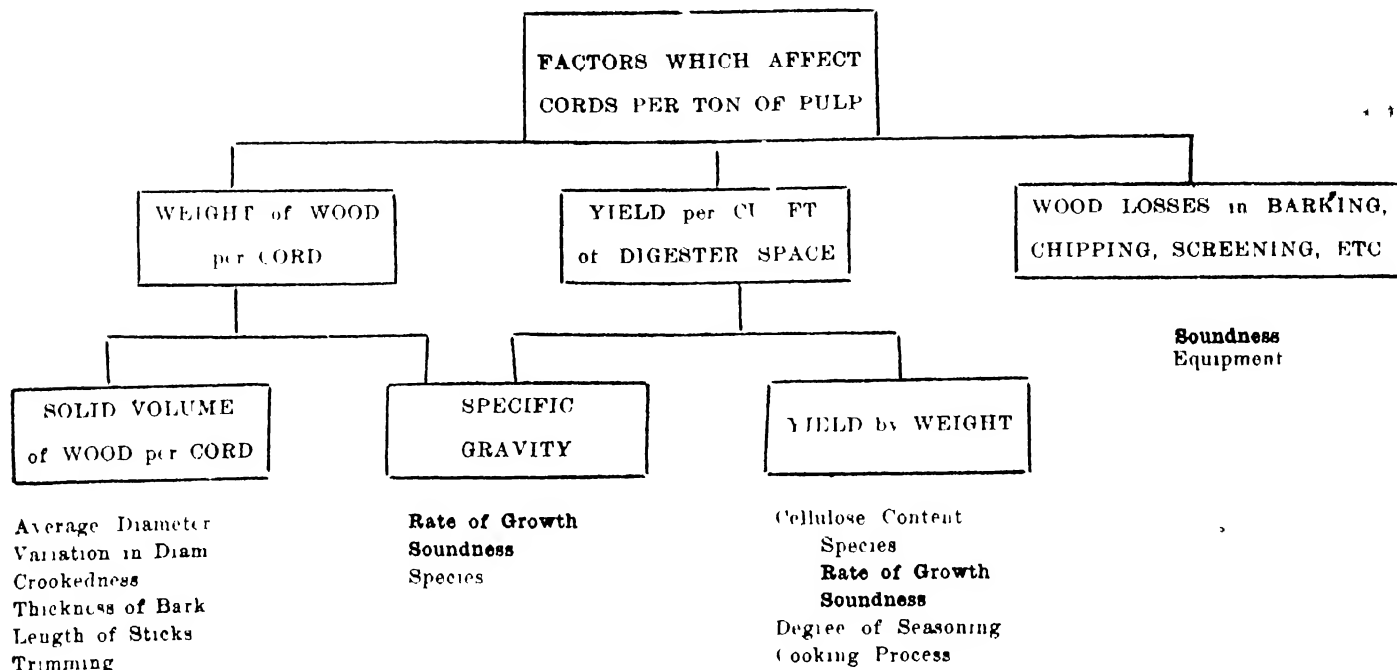 FACTORS WHICH AFFECT
CORDS PER TON OF PULP
WEIGHT of WOOD
per CORD
YIELD per CU FT
of DIGESTER SPACE
WOOD LOSSES in BARKING,
CHIPPING, SCREENING, ETC
Soundness
Equipment
SOLID VOLUME
of WOOD per CORD
SPECIFIC
GRAVITY
YIELD by WEIGHT
Average Diameter
Variation in Diam
Crookedness
Thickness of Bark
Length of Sticks
Trimming
Rate of Growth
Soundness
Species
Cellulose Content
Species
Rate of Growth
Soundness
Degree of Seasoning
Cooking Process